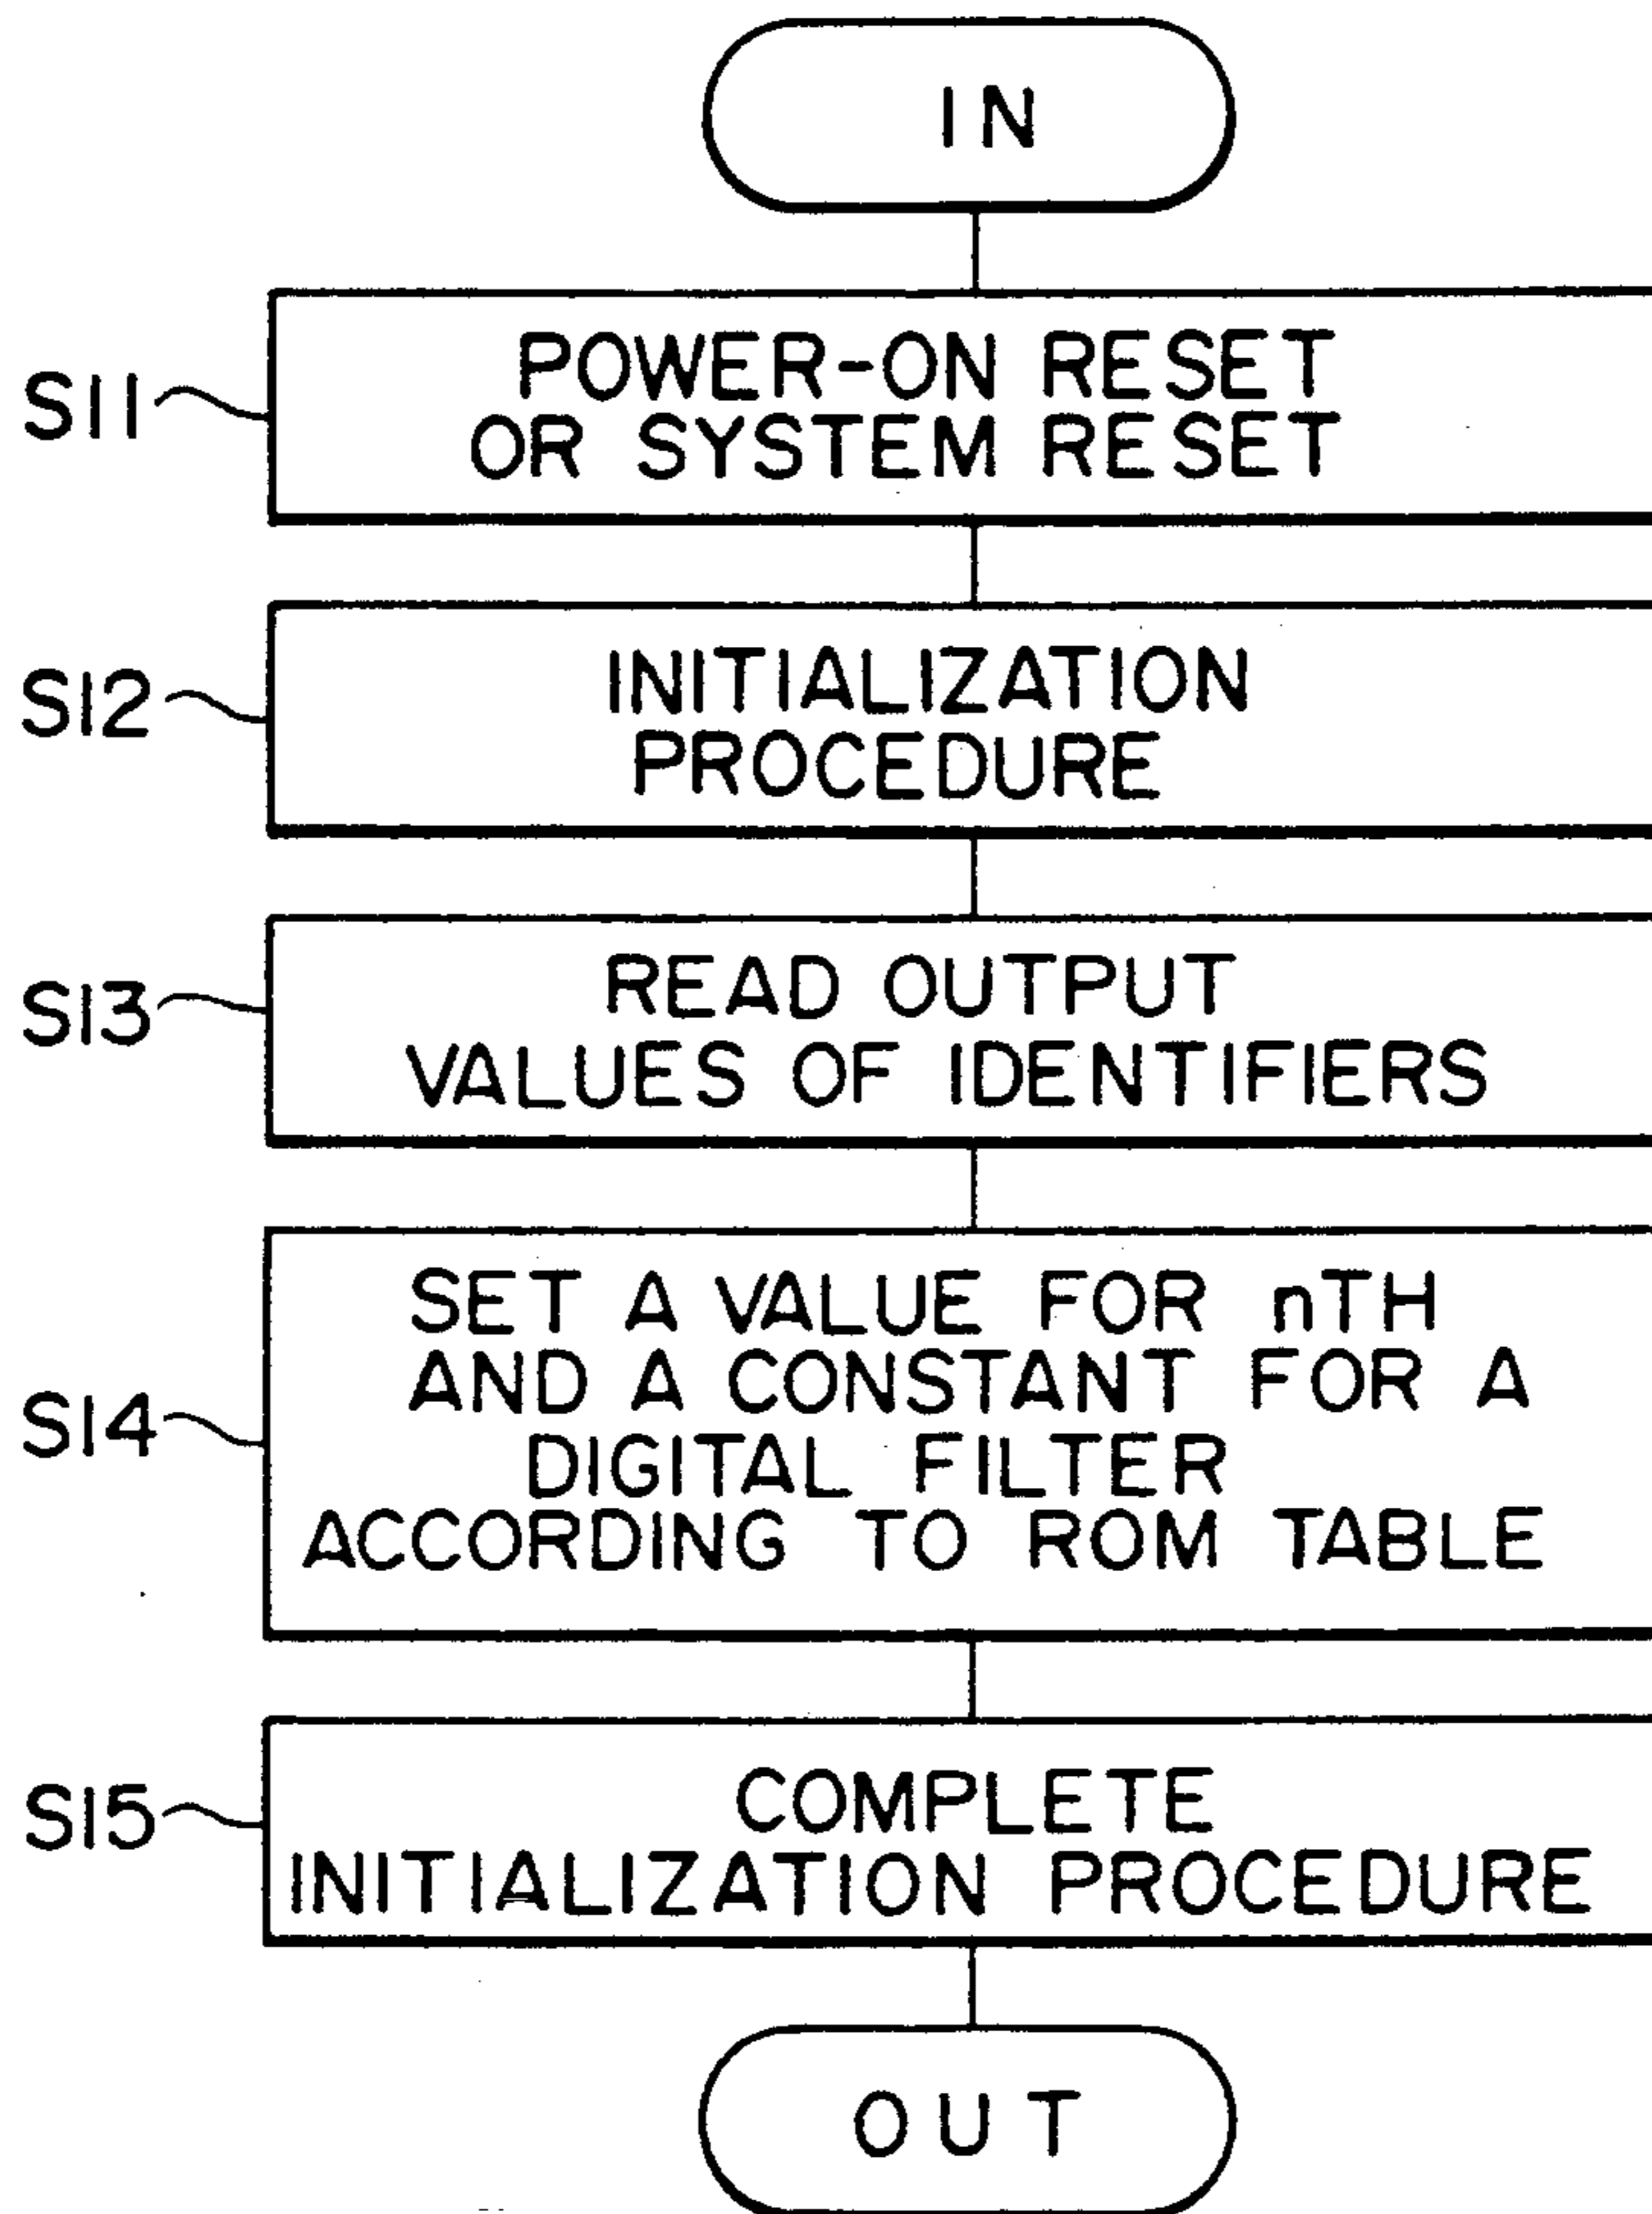 IN
S11
POWER-ON RESET
OR SYSTEM RESET
S12
INITIALIZATION
PROCEDURE
S13
READ OUTPUT
VALUES OF IDENTIFIERS
S14
SET A VALUE FOR nTH
AND A CONSTANT FOR A
DIGITAL FILTER
ACCORDING TO ROM TABLE
S15
COMPLETE
INITIALIZATION PROCEDURE
OUT